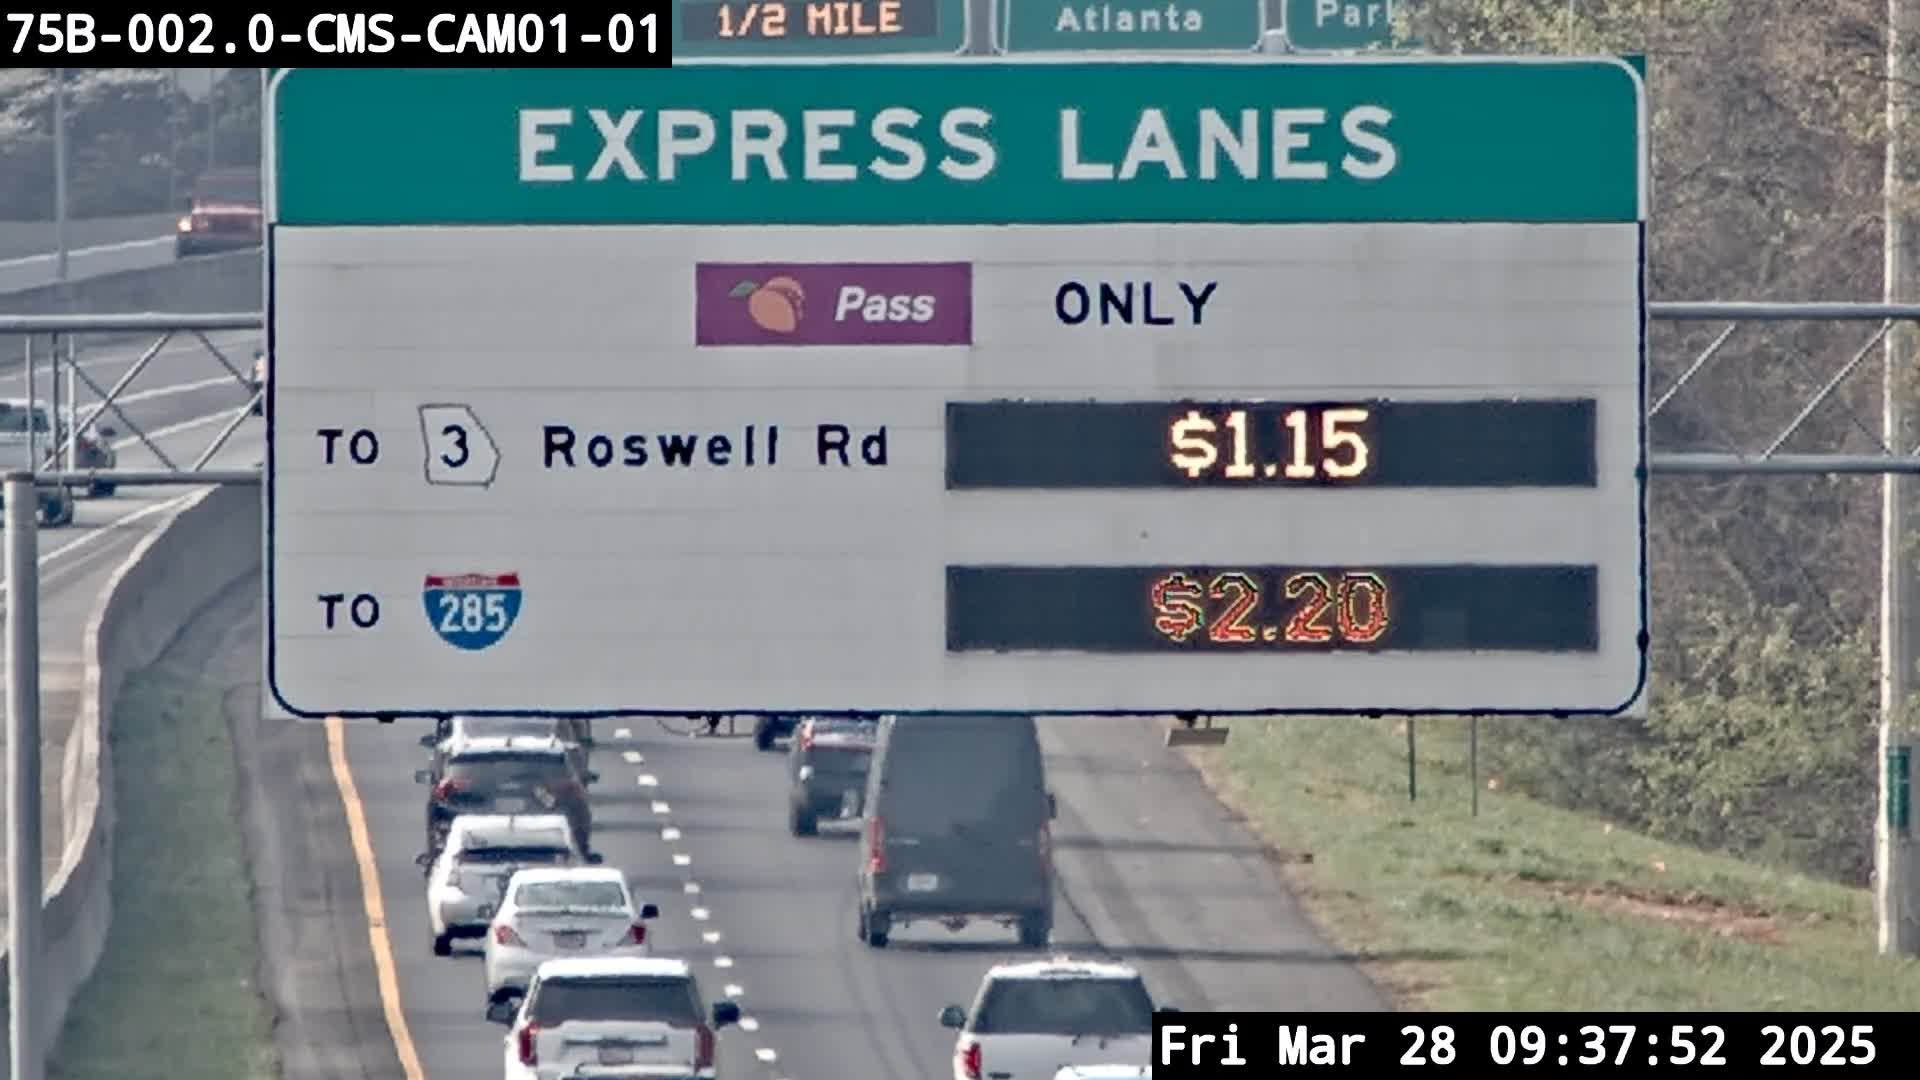 75B-002.0-CMS-CAM01-01
1/2 MILE
Atlanta
EXPRESS LANES
Pass ONLY
TO 3 Roswell Rd $1.15
TO 285 $2.20
Fri Mar 28 09:37:52 2025